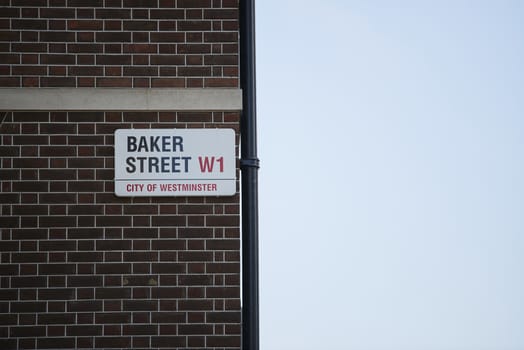 BAKER
STREET W1
CITY OF WESTMINSTER